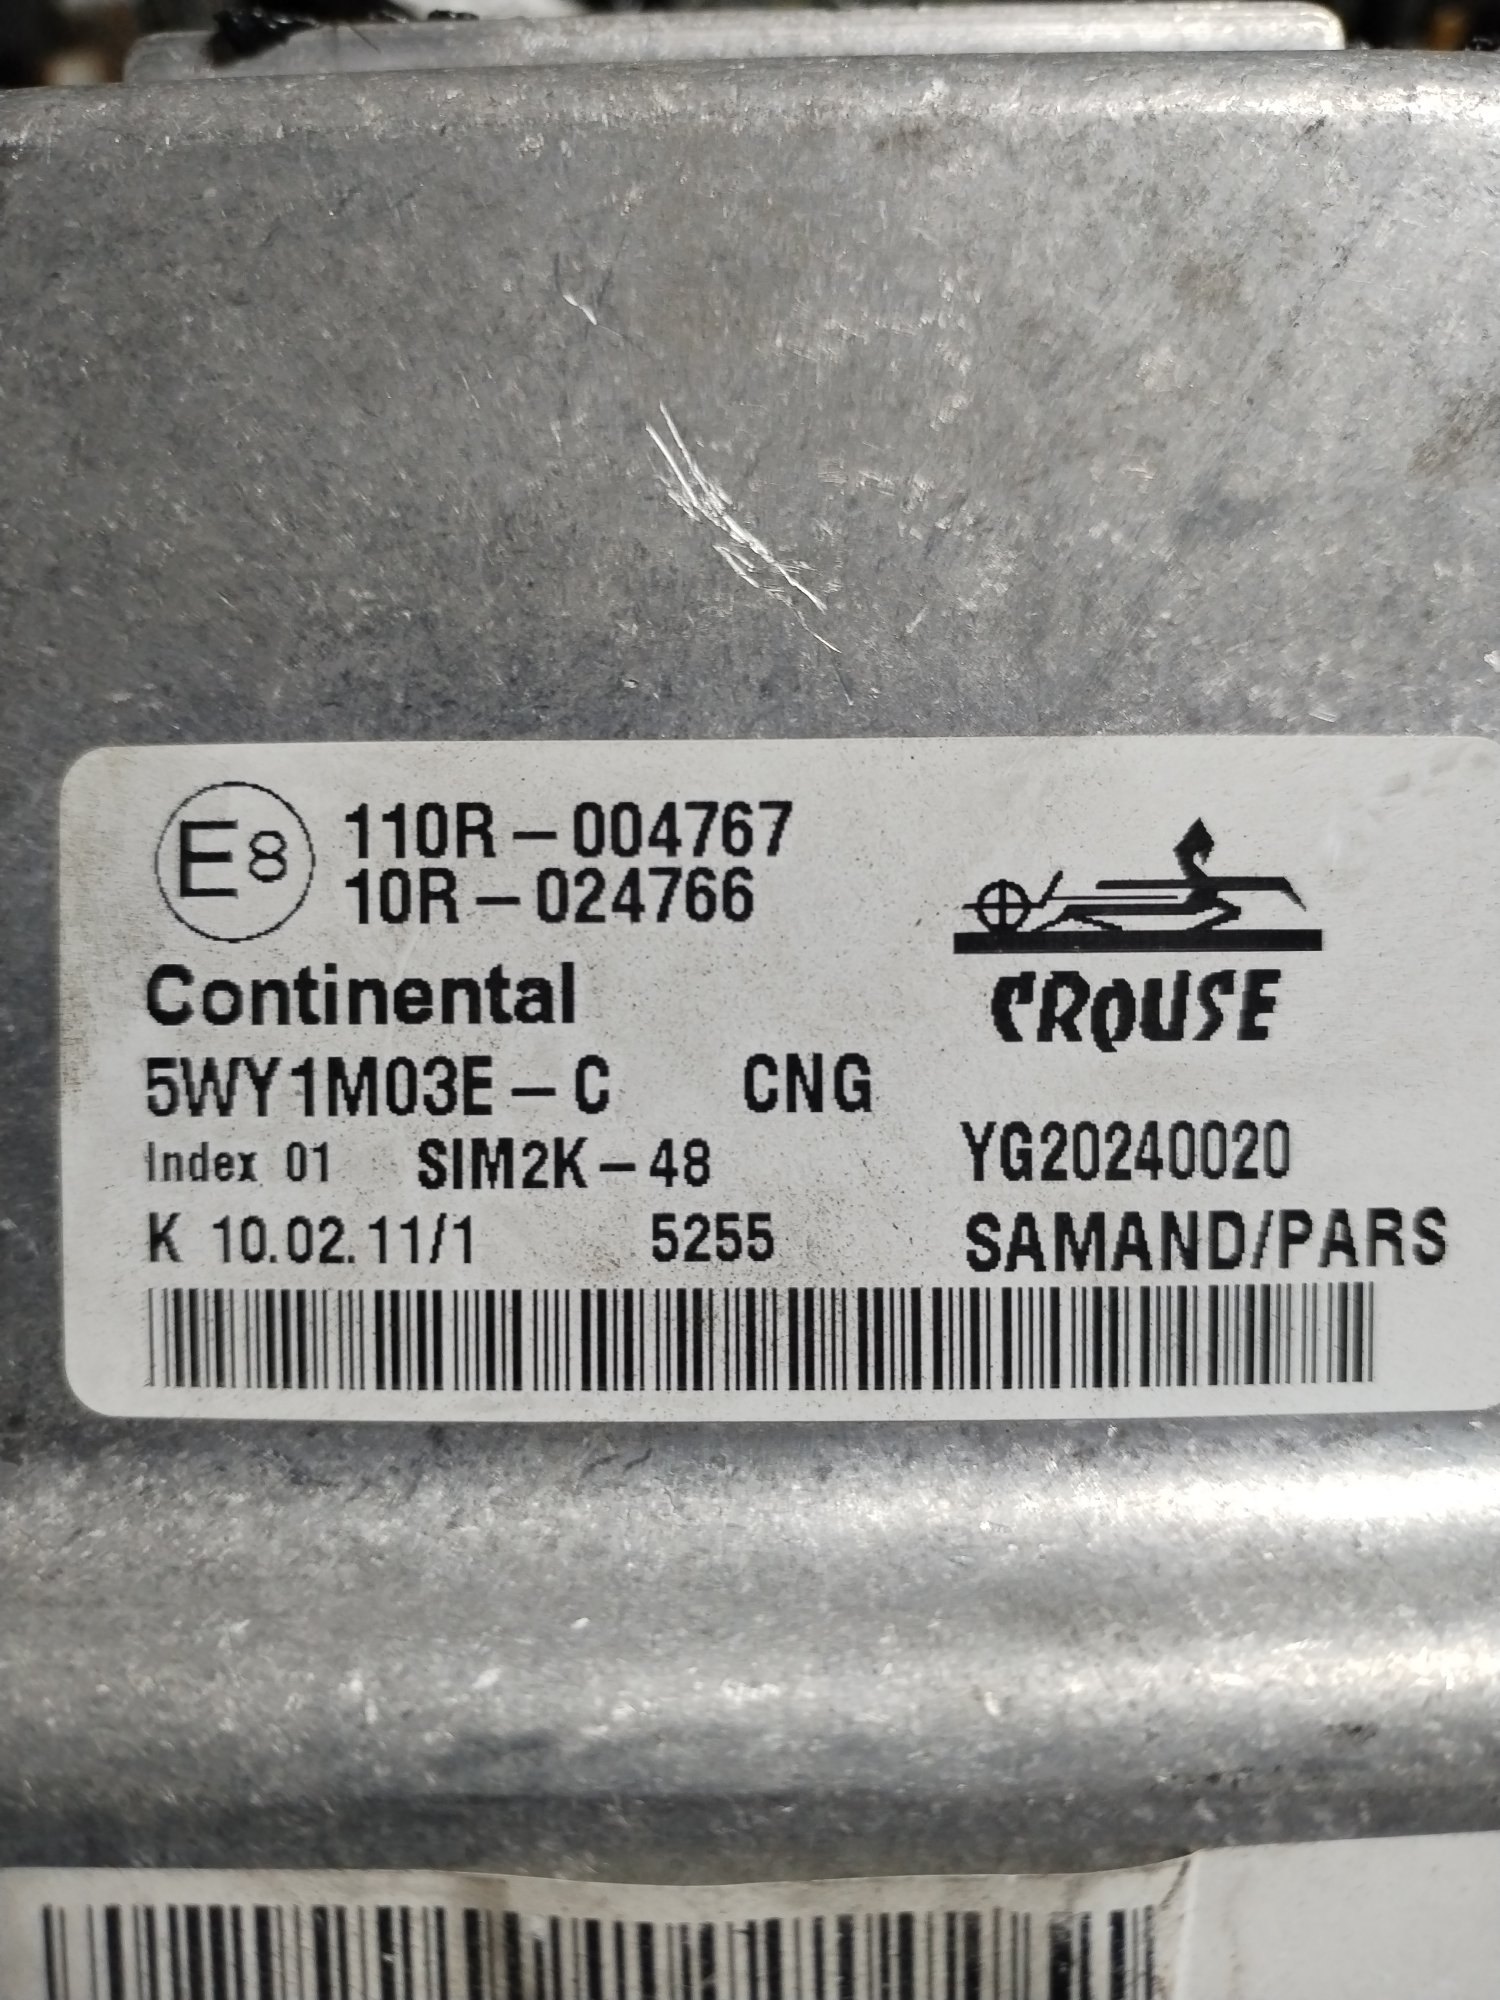 E8 110R-004767
10R-024766
Continental
CROUSE
5WY1M03E-C CNG
Index 01 SIM2K-48 YG20240020
K 10.02.11/1 5255 SAMAND/PARS